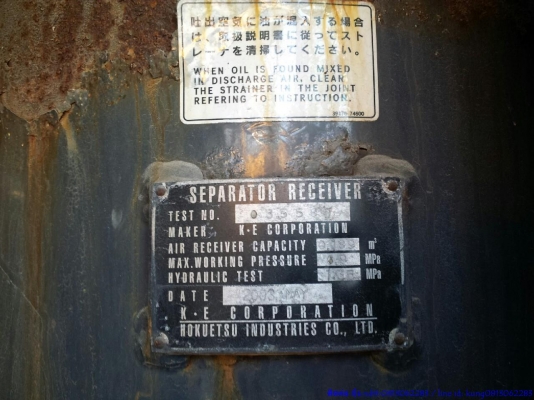 吐出空気に油が混入する場合
は、取扱説明書に従ってスト
レーナを清掃してください。
WHEN OIL IS FOUND MIXED
IN DISCHARGE AIR, CLEAR
THE STRAINER IN THE JOINT
REFERING TO INSTRUCTION.
SEPARATOR RECEIVER
TEST NO.
MAKER K·E CORPORATION
AIR RECEIVER CAPACITY m³
MAX.WORKING PRESSURE MPa
HYDRAULIC TEST MPa
DATE 2003 MAY
K·E CORPORATION
HOKUETSU INDUSTRIES CO., LTD.